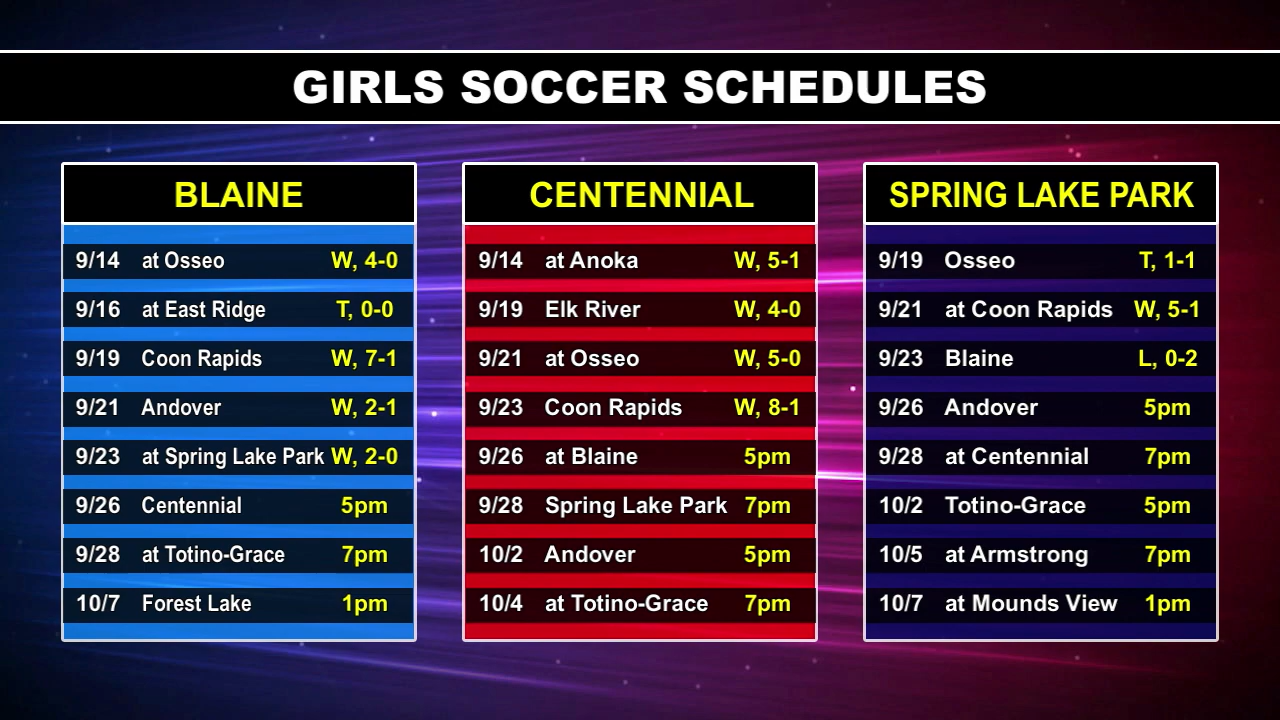 GIRLS SOCCER SCHEDULES
BLAINE
9/14 at Osseo W, 4-0
9/16 at East Ridge T, 0-0
9/19 Coon Rapids W, 7-1
9/21 Andover W, 2-1
9/23 at Spring Lake Park W, 2-0
9/26 Centennial 5pm
9/28 at Totino-Grace 7pm
10/7 Forest Lake 1pm
CENTENNIAL
9/14 at Anoka W, 5-1
9/19 Elk River W, 4-0
9/21 at Osseo W, 5-0
9/23 Coon Rapids W, 8-1
9/26 at Blaine 5pm
9/28 Spring Lake Park 7pm
10/2 Andover 5pm
10/4 at Totino-Grace 7pm
SPRING LAKE PARK
9/19 Osseo T, 1-1
9/21 at Coon Rapids W, 5-1
9/23 Blaine L, 0-2
9/26 Andover 5pm
9/28 at Centennial 7pm
10/2 Totino-Grace 5pm
10/5 at Armstrong 7pm
10/7 at Mounds View 1pm